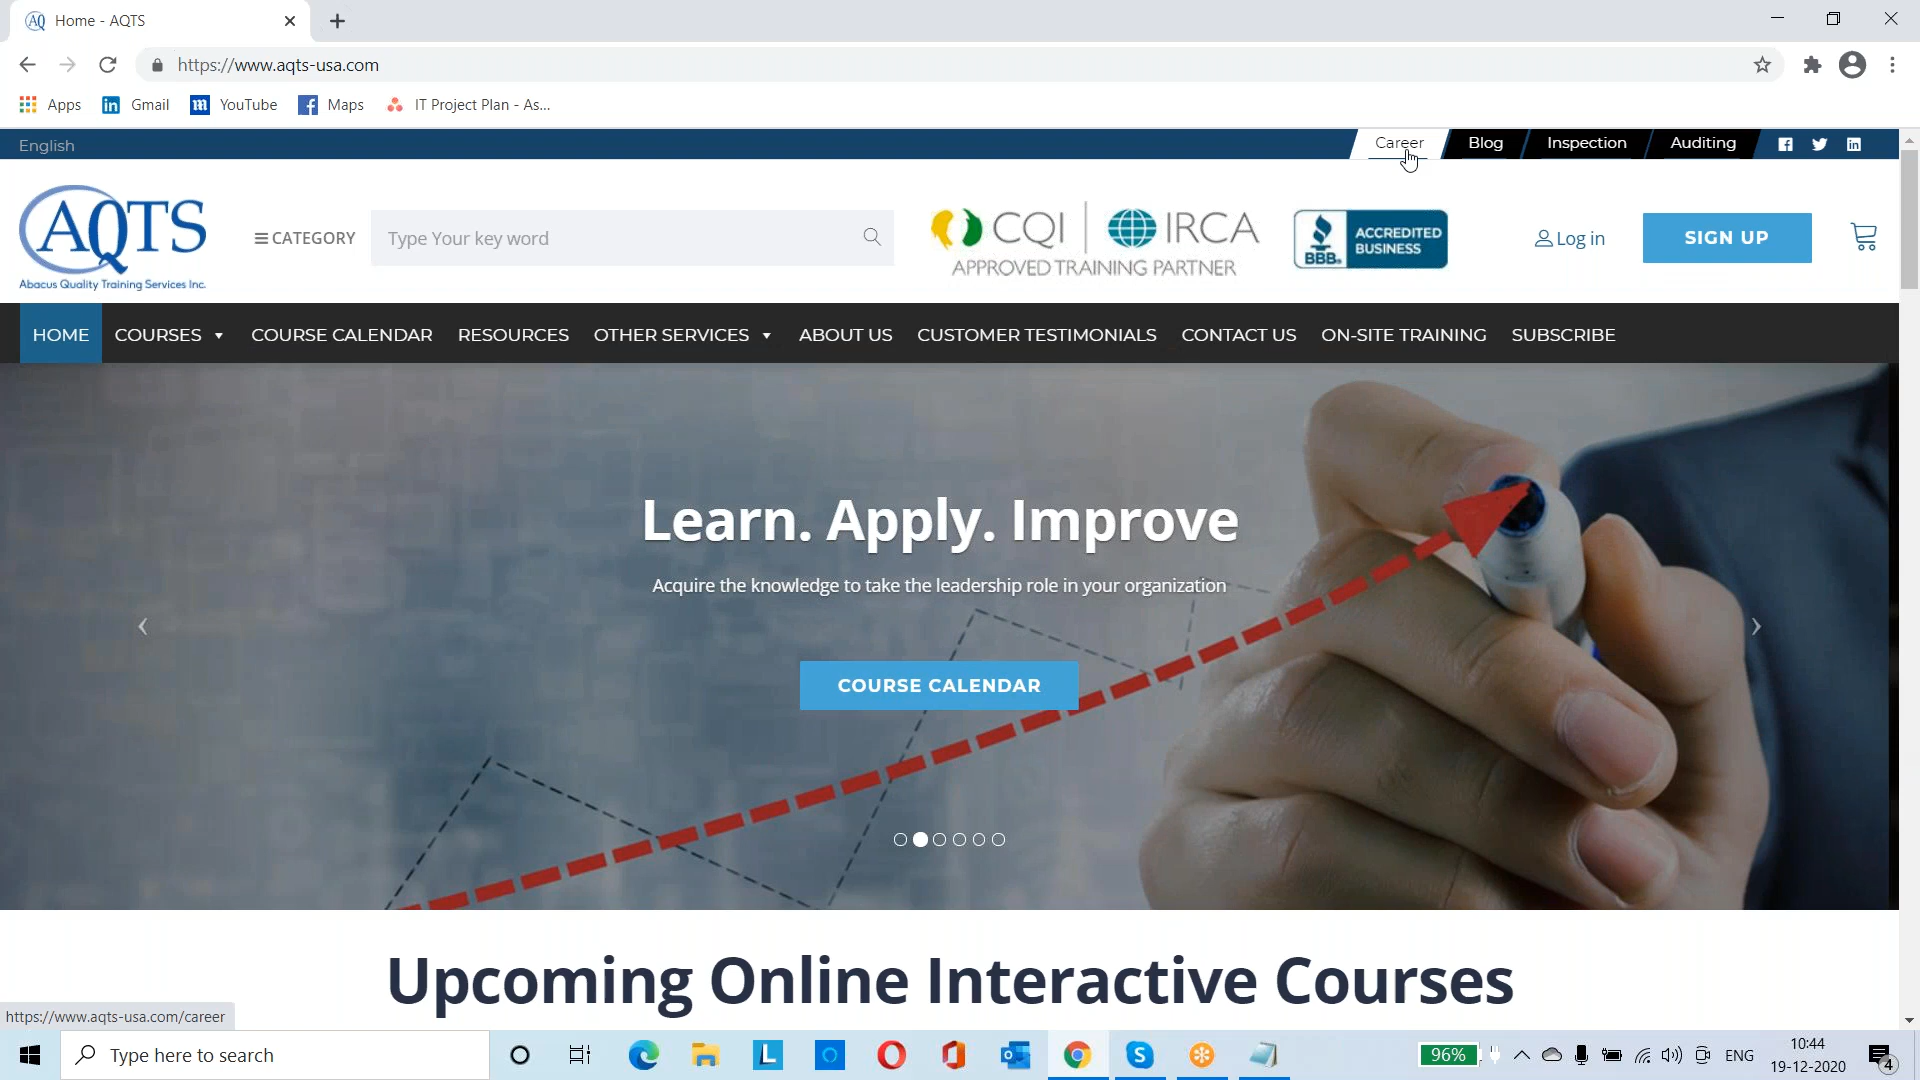 Home - AQTS
https://www.aqts-usa.com
Apps
Gmail
YouTube
Maps
IT Project Plan - As...
English
Career
Blog
Inspection
Auditing
AQTS
Abacus Quality Training Services Inc.
CATEGORY
Type Your key word
CQI IRCA
APPROVED TRAINING PARTNER
BBB.
ACCREDITED
BUSINESS
Log in
SIGN UP
HOME
COURSES
COURSE CALENDAR
RESOURCES
OTHER SERVICES
ABOUT US
CUSTOMER TESTIMONIALS
CONTACT US
ON-SITE TRAINING
SUBSCRIBE
Learn. Apply. Improve
Acquire the knowledge to take the leadership role in your organization
COURSE CALENDAR
Upcoming Online Interactive Courses
https://www.aqts-usa.com/career
Type here to search
96%
ENG
10:44
19-12-2020
4